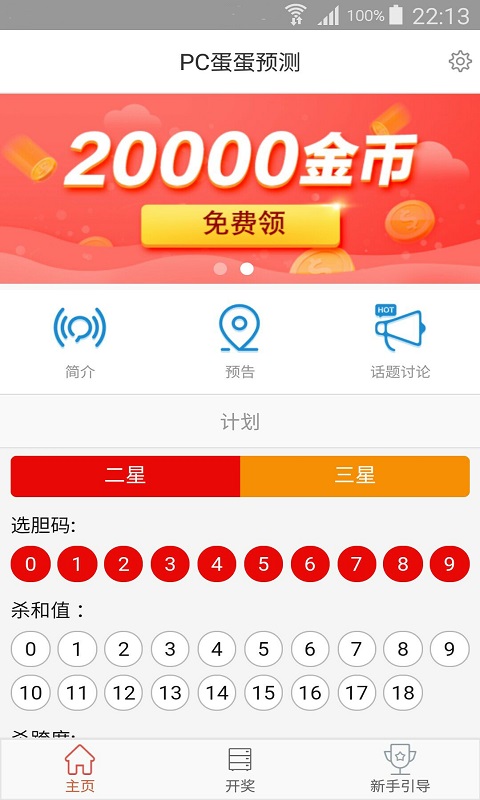 100% 22:13
PC蛋蛋预测
20000金币
免费领
HOT
简介 预告 话题讨论
计划
二星 三星
选胆码:
0 1 2 3 4 5 6 7 8 9
杀和值：
0 1 2 3 4 5 6 7 8 9
10 11 12 13 14 15 16 17 18
杀跨度:
主页 开奖 新手引导